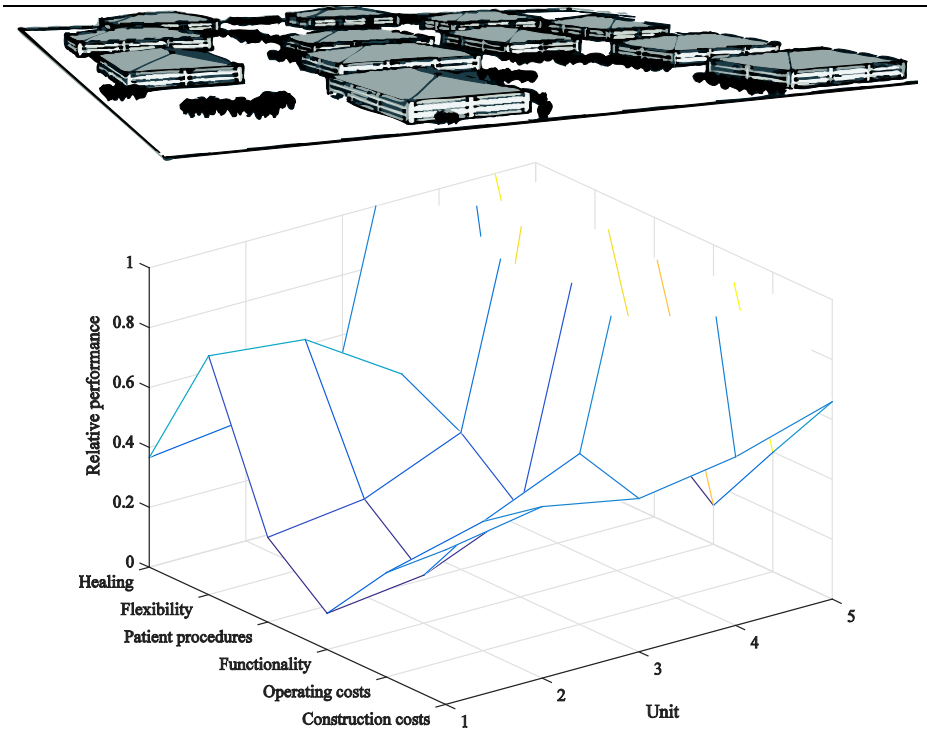 1
0.8
0.6
0.4
0.2
0
Relative performance
Healing
Flexibility
Patient procedures
Functionality
Operating costs
Construction costs
1
2
3
4
5
Unit